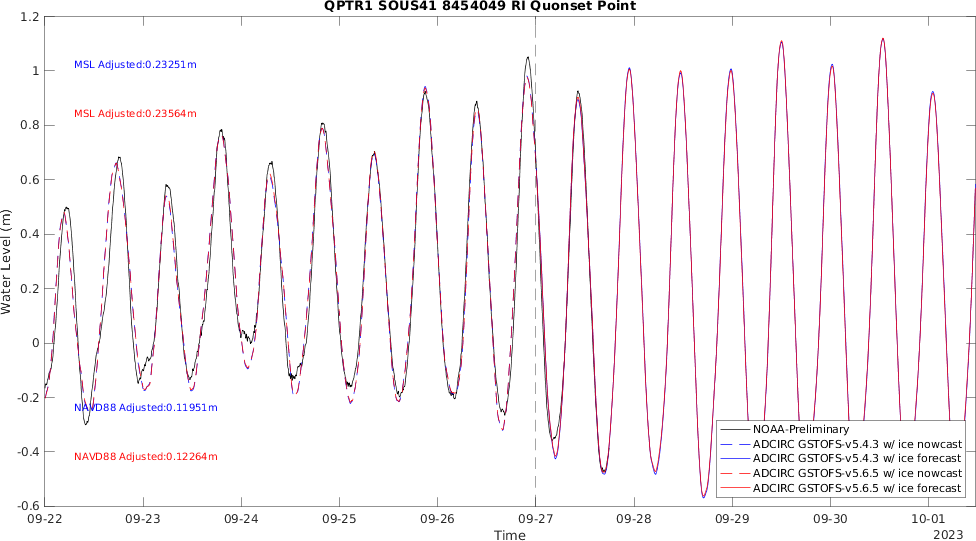 QPTR1 SOUS41 8454049 RI Quonset Point
1.2
1
0.8
0.6
0.4
0.2
0
-0.2
-0.4
-0.6
Water Level (m)
MSL Adjusted:0.23251m
MSL Adjusted:0.23564m
NAVD88 Adjusted:0.11951m
NAVD88 Adjusted:0.12264m
NOAA-Preliminary
ADCIRC GSTOFS-v5.4.3 w/ ice nowcast
ADCIRC GSTOFS-v5.4.3 w/ ice forecast
ADCIRC GSTOFS-v5.6.5 w/ ice nowcast
ADCIRC GSTOFS-v5.6.5 w/ ice forecast
09-22 09-23 09-24 09-25 09-26 09-27 09-28 09-29 09-30 10-01
Time
2023